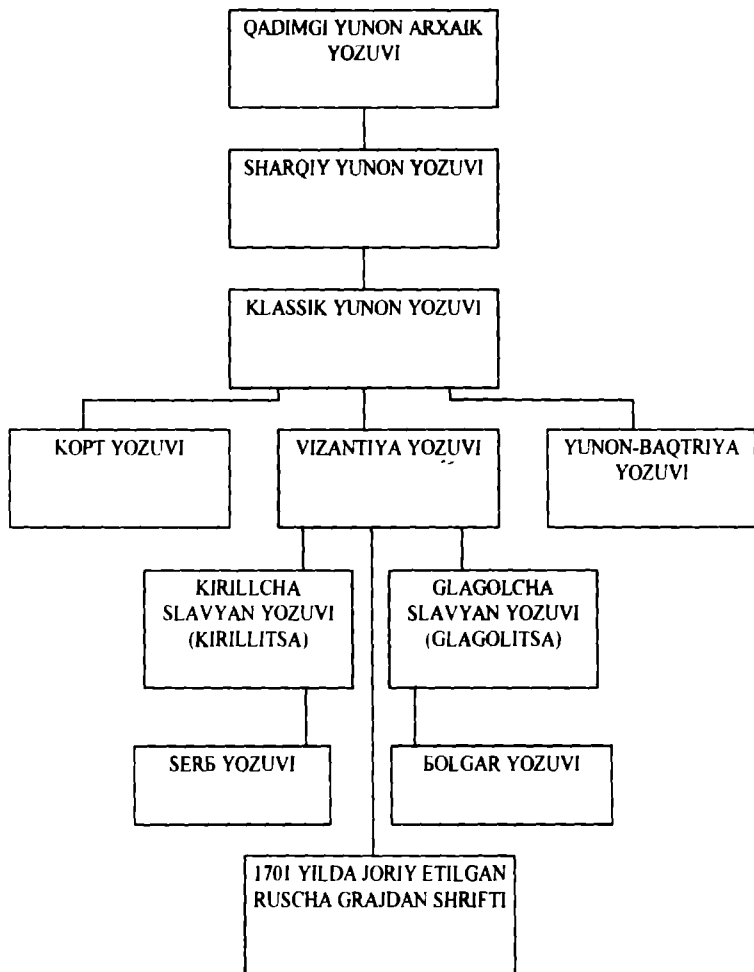 QADIMGI YUNON ARXAIK
YOZUVI
SHARQIY YUNON YOZUVI
KLASSIK YUNON YOZUVI
KOPT YOZUVI
VIZANTIYA YOZUVI
YUNON-BAQTRIYA
YOZUVI
KIRILLCHA
SLAVYAN YOZUVI
(KIRILLITSA)
GLAGOLCHA
SLAVYAN YOZUVI
(GLAGOLITSA)
SERБ YOZUVI
БOLGAR YOZUVI
1701 YILDA JORIY ETILGAN
RUSCHA GRAJDAN SHRIFTI